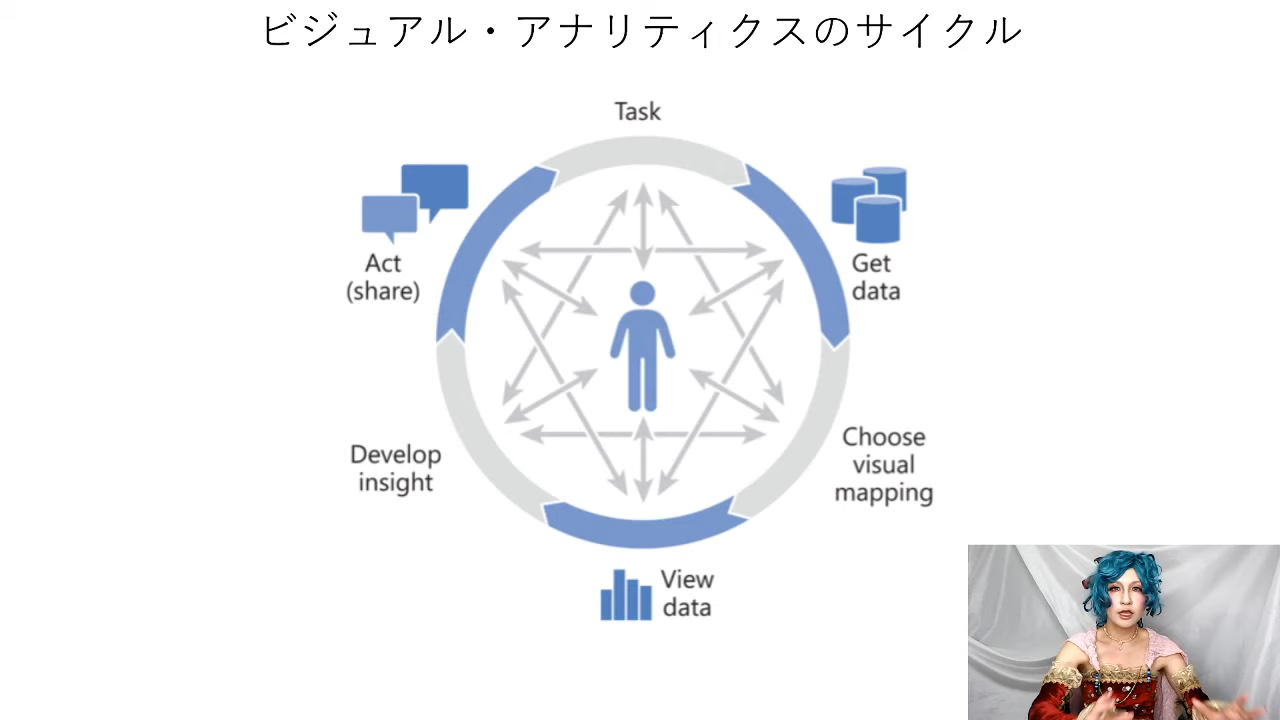 ビジュアル・アナリティクスのサイクル
Task
Get
data
Choose
visual
mapping
View
data
Develop
insight
Act
(share)